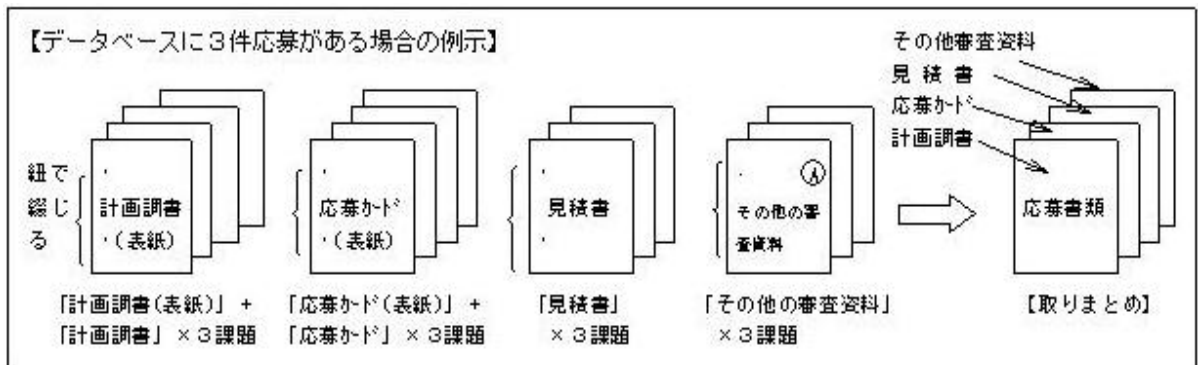 【データベースに３件応募がある場合の例示】
その他審査資料
見 積 書
応募ｶｰﾄﾞ
計画調書
紐で
綴じ
る
計画調書
・(表紙)
応募ｶｰﾄﾞ
・(表紙)
見積書
Ⓐ
その他の審
査資料
応募書類
「計画調書(表紙)」＋
「計画調書」×３課題
「応募ｶｰﾄﾞ(表紙)」＋
「応募ｶｰﾄﾞ」×３課題
「見積書」
×３課題
「その他の審査資料」
×３課題
【取りまとめ】